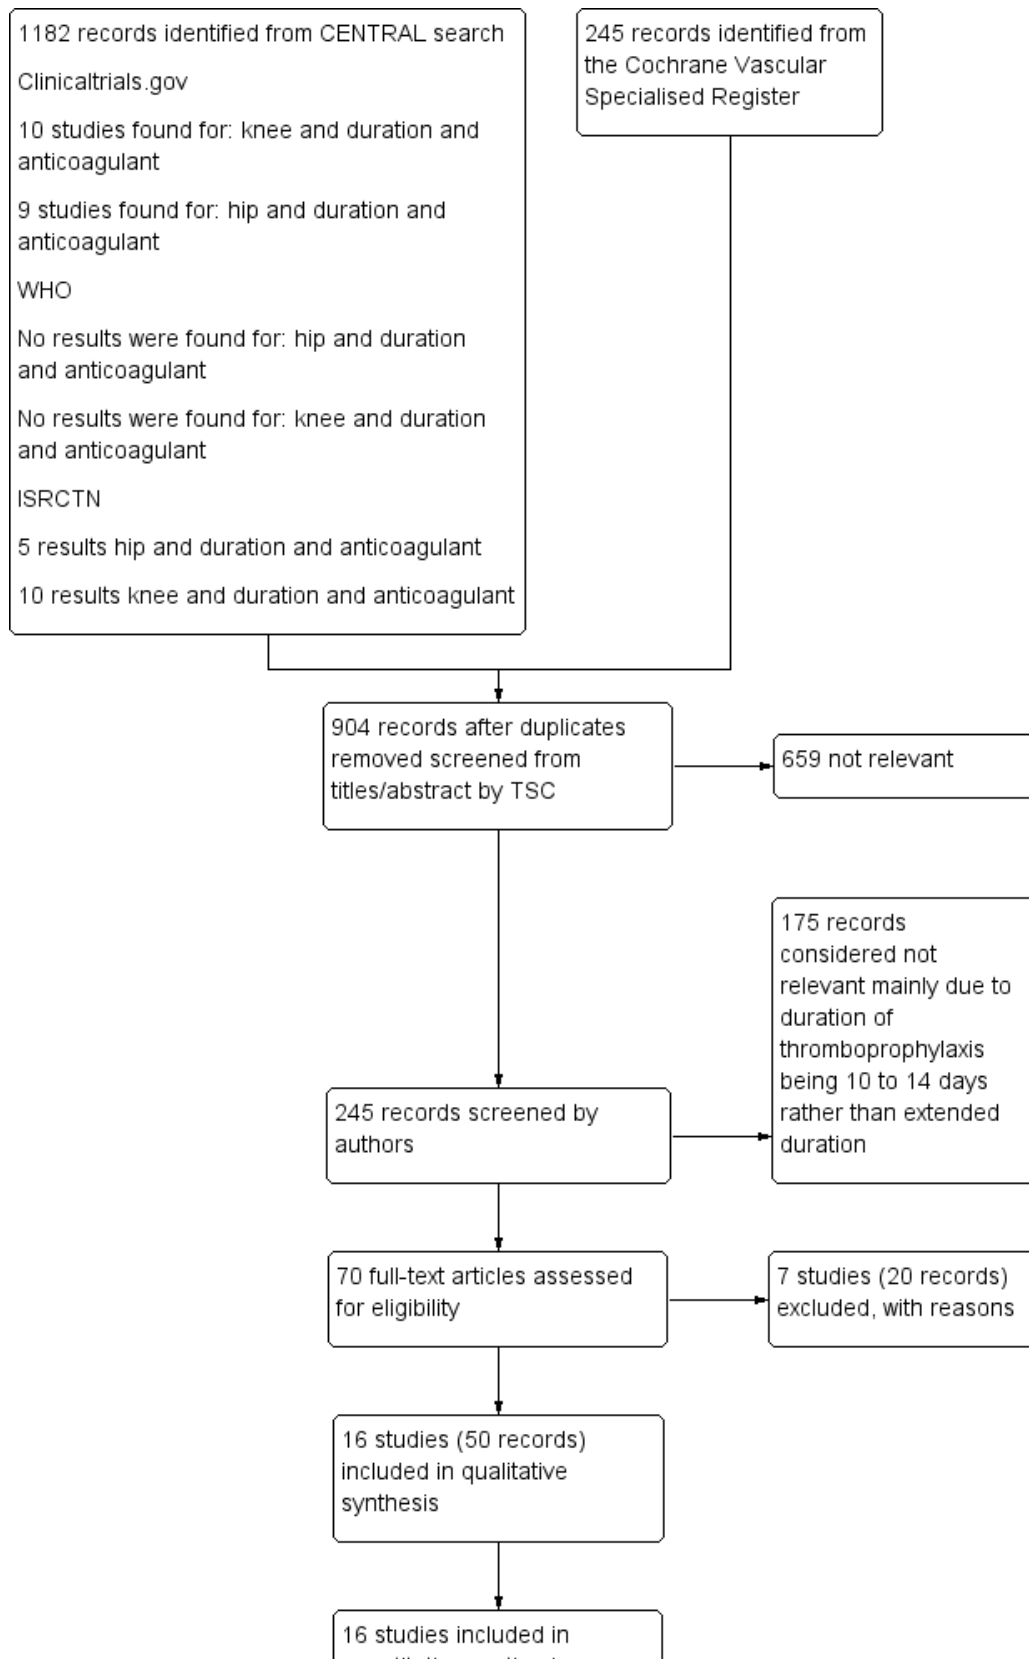 1182 records identified from CENTRAL search
Clinicaltrials.gov
10 studies found for: knee and duration and
anticoagulant
9 studies found for: hip and duration and
anticoagulant
WHO
No results were found for: hip and duration
and anticoagulant
No results were found for: knee and duration
and anticoagulant
ISRCTN
5 results hip and duration and anticoagulant
10 results knee and duration and anticoagulant
245 records identified from
the Cochrane Vascular
Specialised Register
904 records after duplicates
removed screened from
titles/abstract by TSC
659 not relevant
175 records
considered not
relevant mainly due to
duration of
thromboprophylaxis
being 10 to 14 days
rather than extended
duration
245 records screened by
authors
70 full-text articles assessed
for eligibility
7 studies (20 records)
excluded, with reasons
16 studies (50 records)
included in qualitative
synthesis
16 studies included in